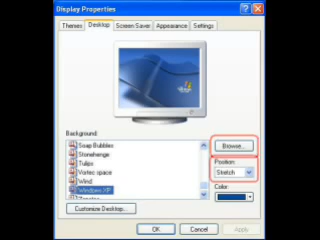 Display Properties
Themes Desktop Screen Saver Appearance Settings
Background:
Soap Bubbles
Stonehenge
Tulips
Vortec space
Wind
Windows XP
Browse...
Position:
Stretch
Color:
Customize Desktop...
OK Cancel Apply